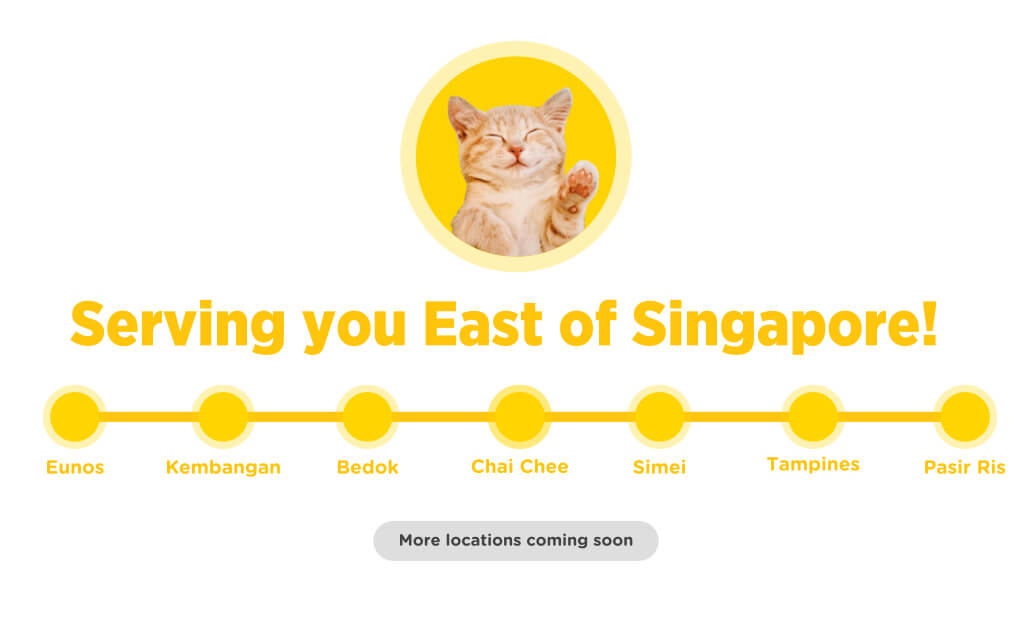 Serving you East of Singapore!
Eunos
Kembangan
Bedok
Chai Chee
Simei
Tampines
Pasir Ris
More locations coming soon